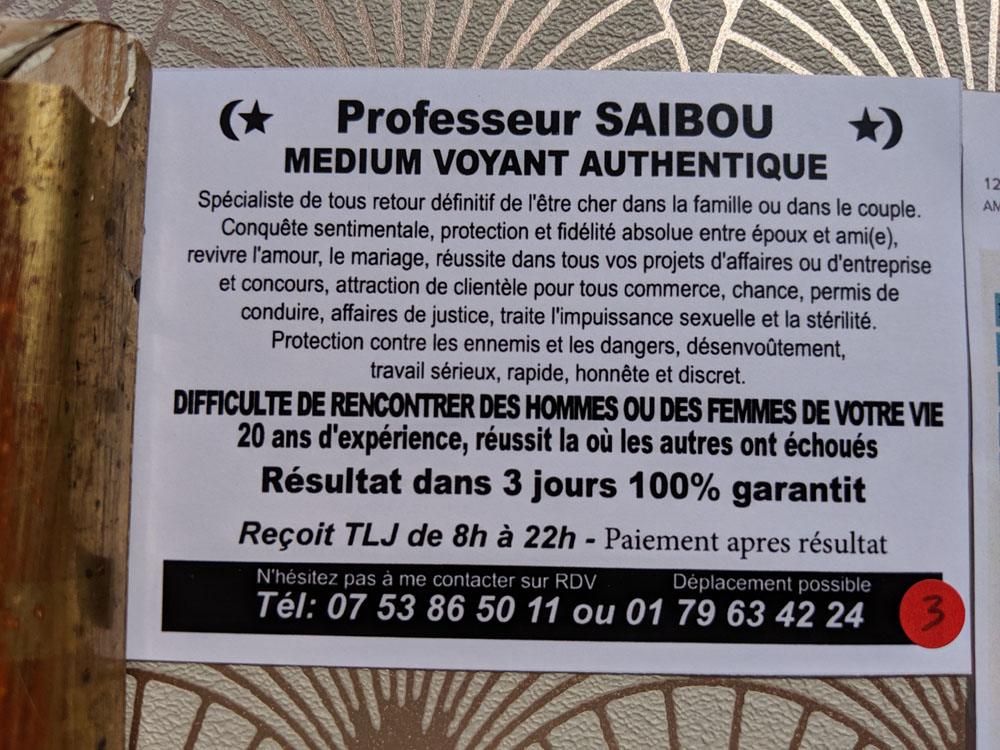 Professeur SAIBOU
MEDIUM VOYANT AUTHENTIQUE
Spécialiste de tous retour définitif de l'être cher dans la famille ou dans le couple.
Conquête sentimentale, protection et fidélité absolue entre époux et ami(e),
revivre l'amour, le mariage, réussite dans tous vos projets d'affaires ou d'entreprise
et concours, attraction de clientèle pour tous commerce, chance, permis de
conduire, affaires de justice, traite l'impuissance sexuelle et la stérilité.
Protection contre les ennemis et les dangers, désenvoûtement,
travail sérieux, rapide, honnête et discret.
DIFFICULTE DE RENCONTRER DES HOMMES OU DES FEMMES DE VOTRE VIE
20 ans d'expérience, réussit la où les autres ont échoués
Résultat dans 3 jours 100% garantit
Reçoit TLJ de 8h à 22h - Paiement apres résultat
N'hésitez pas à me contacter sur RDV Déplacement possible
Tél: 07 53 86 50 11 ou 01 79 63 42 24
3
12
AM